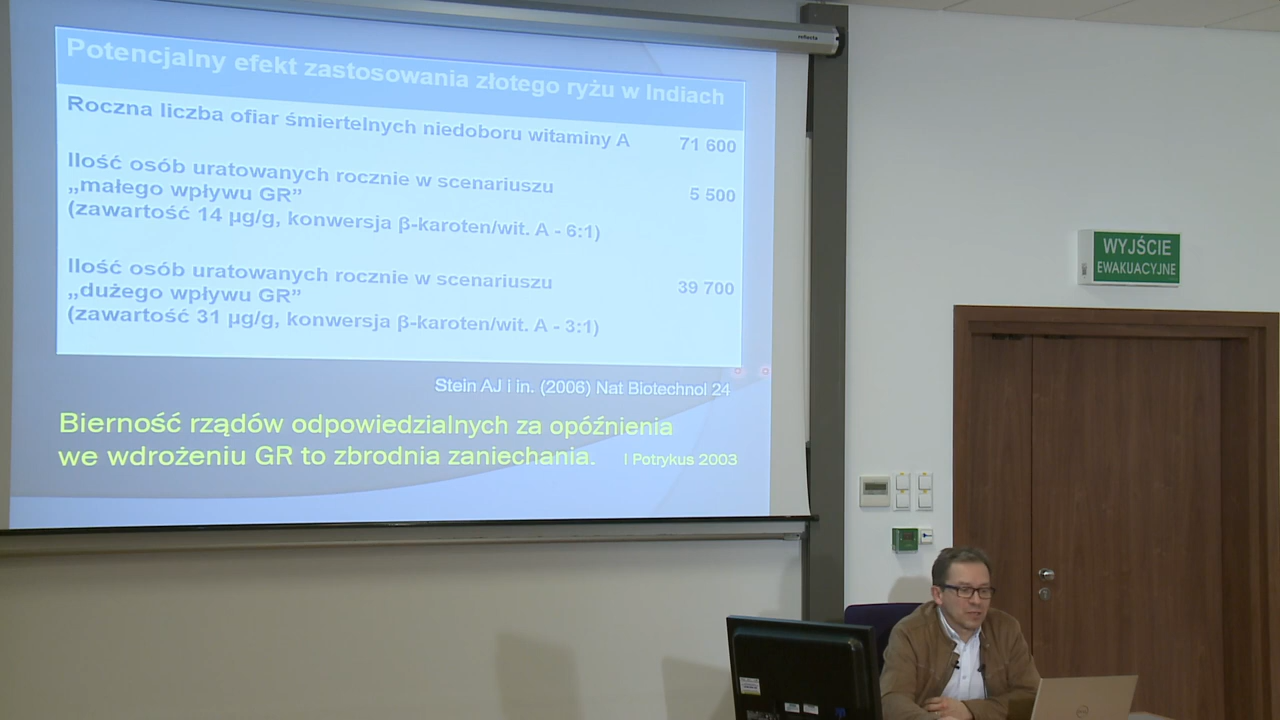 reflecta
Potencjalny efekt zastosowania złotego ryżu w Indiach
Roczna liczba ofiar śmiertelnych niedoboru witaminy A 71 600
Ilość osób uratowanych rocznie w scenariuszu
„małego wpływu GR” 5 500
(zawartość 14 µg/g, konwersja β-karoten/wit. A - 6:1)
Ilość osób uratowanych rocznie w scenariuszu
„dużego wpływu GR” 39 700
(zawartość 31 µg/g, konwersja β-karoten/wit. A - 3:1)
Stein AJ i in. (2006) Nat Biotechnol 24
Bierność rządów odpowiedzialnych za opóźnienia
we wdrożeniu GR to zbrodnia zaniechania. I Potrykus 2003
WYJŚCIE
EWAKUACYJNE